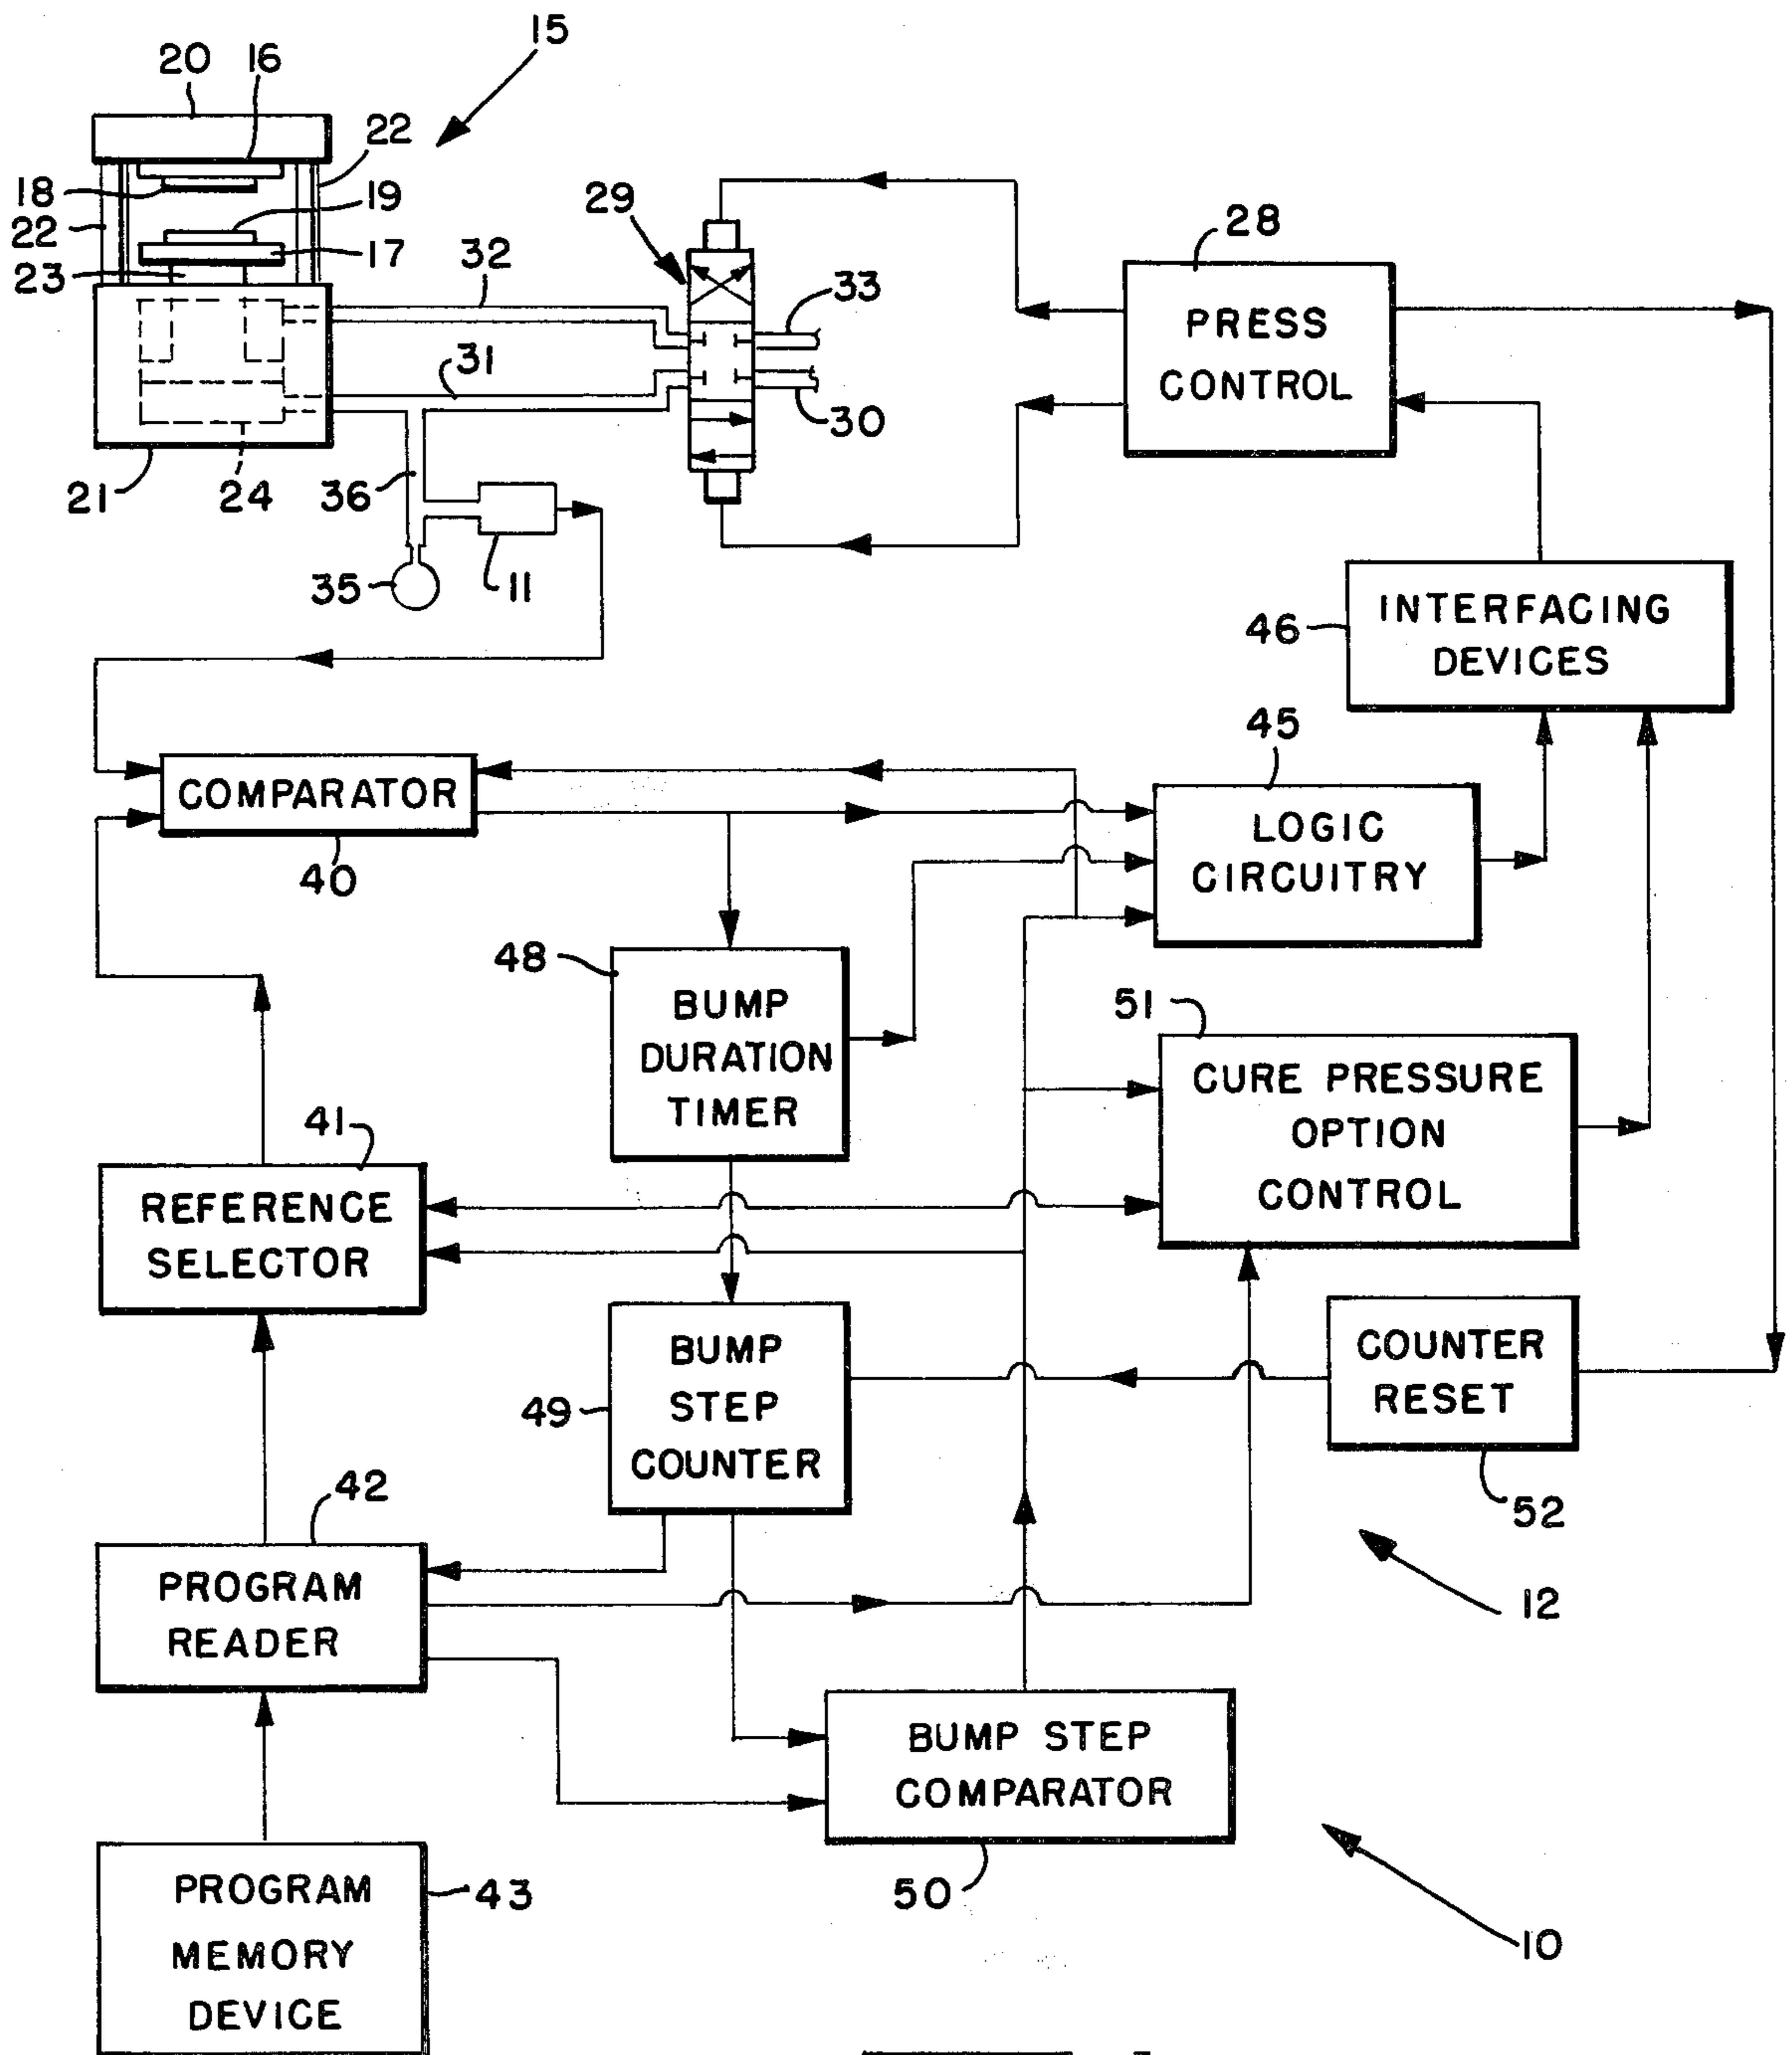 15
20
16
22
18
19
22
17
23
32
29
28
33
PRESS
CONTROL
31
30
21
24
36
35
11
46
INTERFACING
DEVICES
45
COMPARATOR
40
LOGIC
CIRCUITRY
48
BUMP
DURATION
TIMER
51
CURE PRESSURE
OPTION
CONTROL
41
REFERENCE
SELECTOR
BUMP
STEP
COUNTER
49
COUNTER
RESET
52
42
PROGRAM
READER
12
BUMP STEP
COMPARATOR
50
43
PROGRAM
MEMORY
DEVICE
10